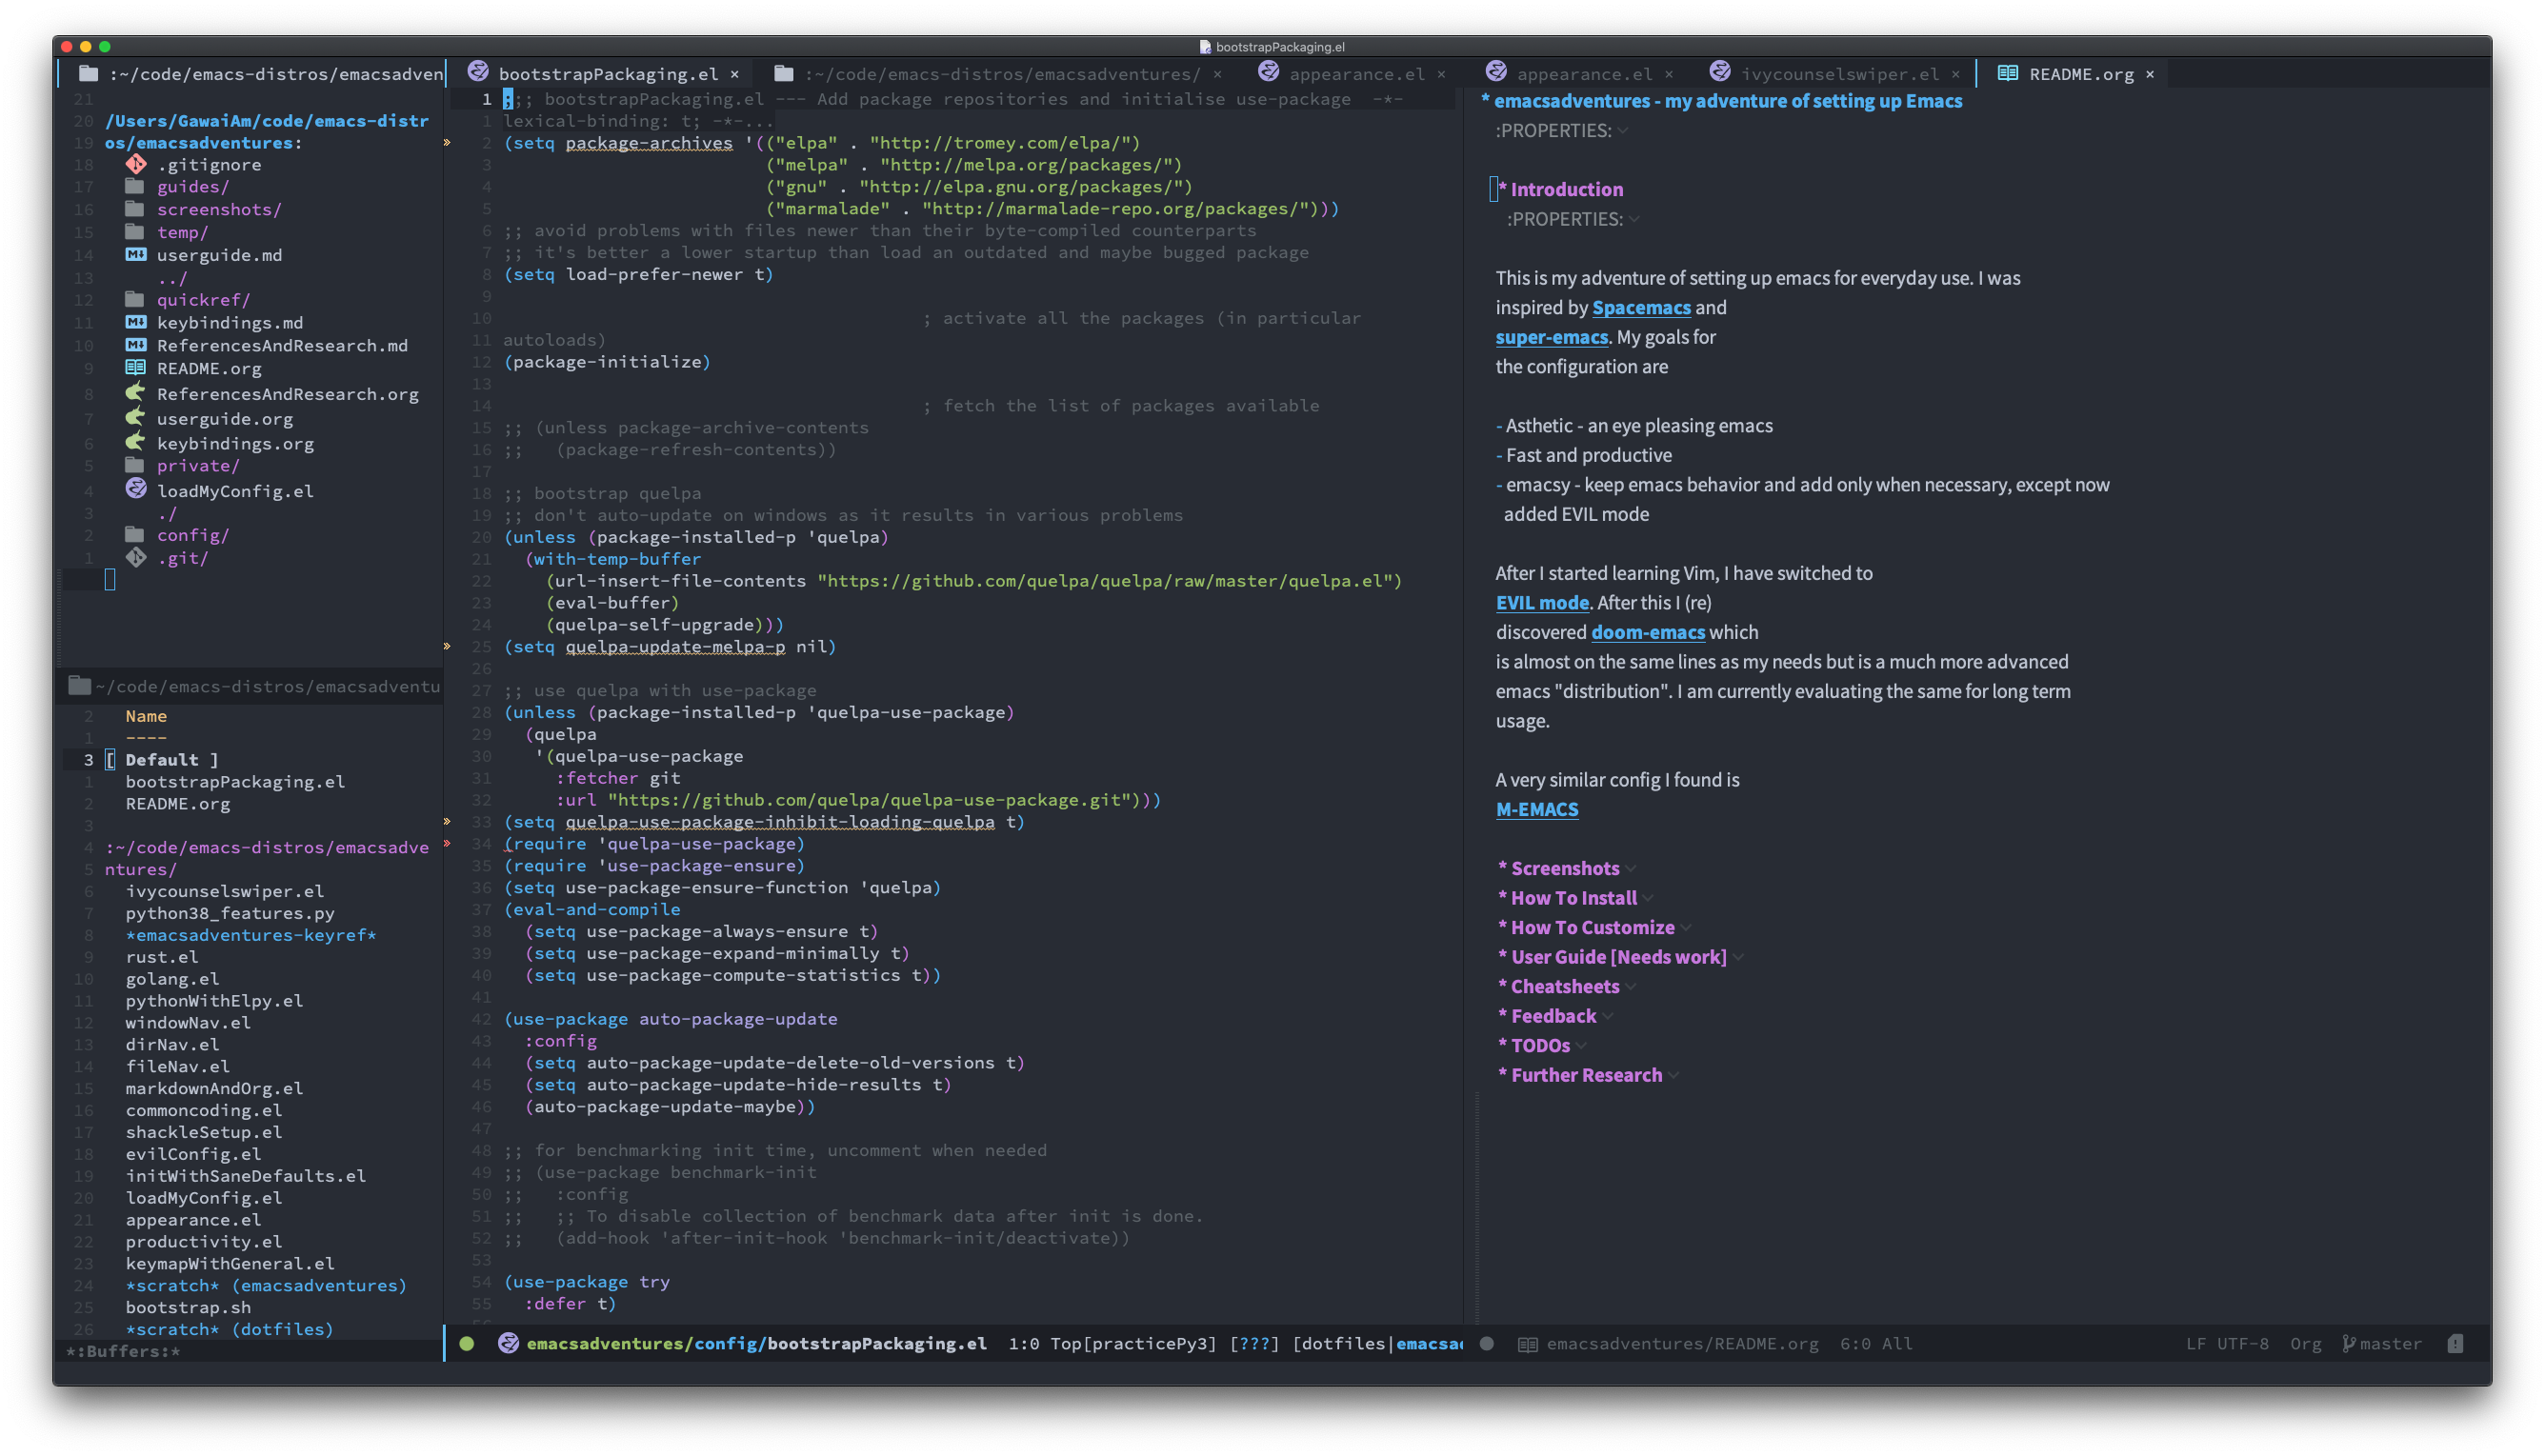 bootstrapPackaging.el
:~/code/emacs-distros/emacsadven
21
20 /Users/GawaiAm/code/emacs-distr
19 os/emacsadventures:
18 .gitignore
17 guides/
16 screenshots/
15 temp/
14 userguide.md
13 ../
12 quickref/
11 keybindings.md
10 ReferencesAndResearch.md
9 README.org
8 ReferencesAndResearch.org
7 userguide.org
6 keybindings.org
5 private/
4 loadMyConfig.el
3 ./
2 config/
1 .git/
~/code/emacs-distros/emacsadventu
2 Name
1 ----
3 [ Default ]
1 bootstrapPackaging.el
2 README.org
3
4 :~/code/emacs-distros/emacsadve
5 ntures/
6 ivycounselswiper.el
7 python38_features.py
8 *emacsadventures-keyref*
9 rust.el
10 golang.el
11 pythonWithElpy.el
12 windowNav.el
13 dirNav.el
14 fileNav.el
15 markdownAndOrg.el
16 commoncoding.el
17 shackleSetup.el
18 evilConfig.el
19 initWithSaneDefaults.el
20 loadMyConfig.el
21 appearance.el
22 productivity.el
23 keymapWithGeneral.el
24 *scratch* (emacsadventures)
25 bootstrap.sh
26 *scratch* (dotfiles)
*:Buffers:*
bootstrapPackaging.el × :~/code/emacs-distros/emacsadventures/ × appearance.el ×
1 ;;; bootstrapPackaging.el --- Add package repositories and initialise use-package  -*-
1 lexical-binding: t; -*-...
2 (setq package-archives '(("elpa" . "http://tromey.com/elpa/")
3 ("melpa" . "http://melpa.org/packages/")
4 ("gnu" . "http://elpa.gnu.org/packages/")
5 ("marmalade" . "http://marmalade-repo.org/packages/")))
6 ;; avoid problems with files newer than their byte-compiled counterparts
7 ;; it's better a lower startup than load an outdated and maybe bugged package
8 (setq load-prefer-newer t)
9
10 ; activate all the packages (in particular
11 autoloads)
12 (package-initialize)
13
14 ; fetch the list of packages available
15 ;; (unless package-archive-contents
16 ;;   (package-refresh-contents))
17
18 ;; bootstrap quelpa
19 ;; don't auto-update on windows as it results in various problems
20 (unless (package-installed-p 'quelpa)
21 (with-temp-buffer
22 (url-insert-file-contents "https://github.com/quelpa/quelpa/raw/master/quelpa.el")
23 (eval-buffer)
24 (quelpa-self-upgrade)))
25 (setq quelpa-update-melpa-p nil)
26
27 ;; use quelpa with use-package
28 (unless (package-installed-p 'quelpa-use-package)
29 (quelpa
30 '(quelpa-use-package
31 :fetcher git
32 :url "https://github.com/quelpa/quelpa-use-package.git")))
33 (setq quelpa-use-package-inhibit-loading-quelpa t)
34 (require 'quelpa-use-package)
35 (require 'use-package-ensure)
36 (setq use-package-ensure-function 'quelpa)
37 (eval-and-compile
38 (setq use-package-always-ensure t)
39 (setq use-package-expand-minimally t)
40 (setq use-package-compute-statistics t))
41
42 (use-package auto-package-update
43 :config
44 (setq auto-package-update-delete-old-versions t)
45 (setq auto-package-update-hide-results t)
46 (auto-package-update-maybe))
47
48 ;; for benchmarking init time, uncomment when needed
49 ;; (use-package benchmark-init
50 ;;   :config
51 ;;   ;; To disable collection of benchmark data after init is done.
52 ;;   (add-hook 'after-init-hook 'benchmark-init/deactivate))
53
54 (use-package try
55 :defer t)
emacsadventures/config/bootstrapPackaging.el  1:0 Top[practicePy3] [???] [dotfiles|emacsa
appearance.el × ivycounselswiper.el × README.org ×
* emacsadventures - my adventure of setting up Emacs
:PROPERTIES:
* Introduction
:PROPERTIES:
This is my adventure of setting up emacs for everyday use. I was
inspired by Spacemacs and
super-emacs. My goals for
the configuration are
- Asthetic - an eye pleasing emacs
- Fast and productive
- emacsy - keep emacs behavior and add only when necessary, except now
added EVIL mode
After I started learning Vim, I have switched to
EVIL mode. After this I (re)
discovered doom-emacs which
is almost on the same lines as my needs but is a much more advanced
emacs "distribution". I am currently evaluating the same for long term
usage.
A very similar config I found is
M-EMACS
* Screenshots
* How To Install
* How To Customize
* User Guide [Needs work]
* Cheatsheets
* Feedback
* TODOs
* Further Research
emacsadventures/README.org  6:0 All  LF UTF-8  Org  master